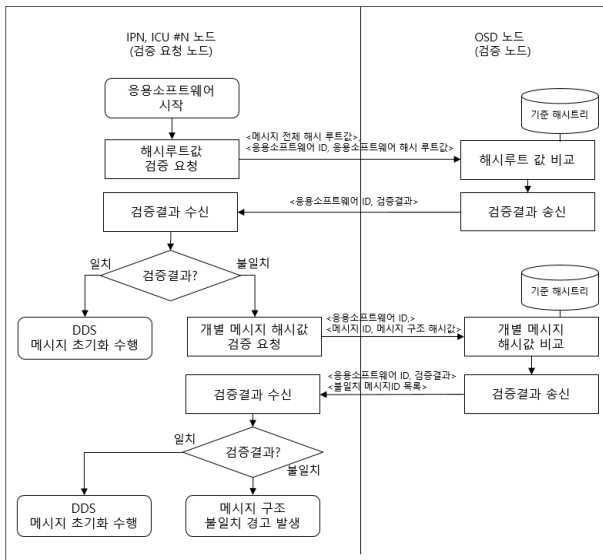 IPN, ICU #N 노드
(검증 요청 노드)
OSD 노드
(검증 노드)
응용소프트웨어
시작
기준 해시트리
<메시지 전체 해시 루트값>,
<응용소프트웨어 ID, 응용소프트웨어 해시 루트값>
해시루트값
검증 요청
해시루트 값 비교
<응용소프트웨어 ID, 검증결과>
검증결과 수신
검증결과 송신
일치
검증결과?
불일치
기준 해시트리
<응용소프트웨어 ID,>
<메시지 ID, 메시지 구조 해시값>
DDS
메시지 초기화 수행
개별 메시지 해시값
검증 요청
개별 메시지
해시값 비교
<응용소프트웨어 ID, 검증결과>
<불일치 메시지ID 목록>
검증결과 수신
검증결과 송신
일치
검증결과?
불일치
DDS
메시지 초기화 수행
메시지 구조
불일치 경고 발생